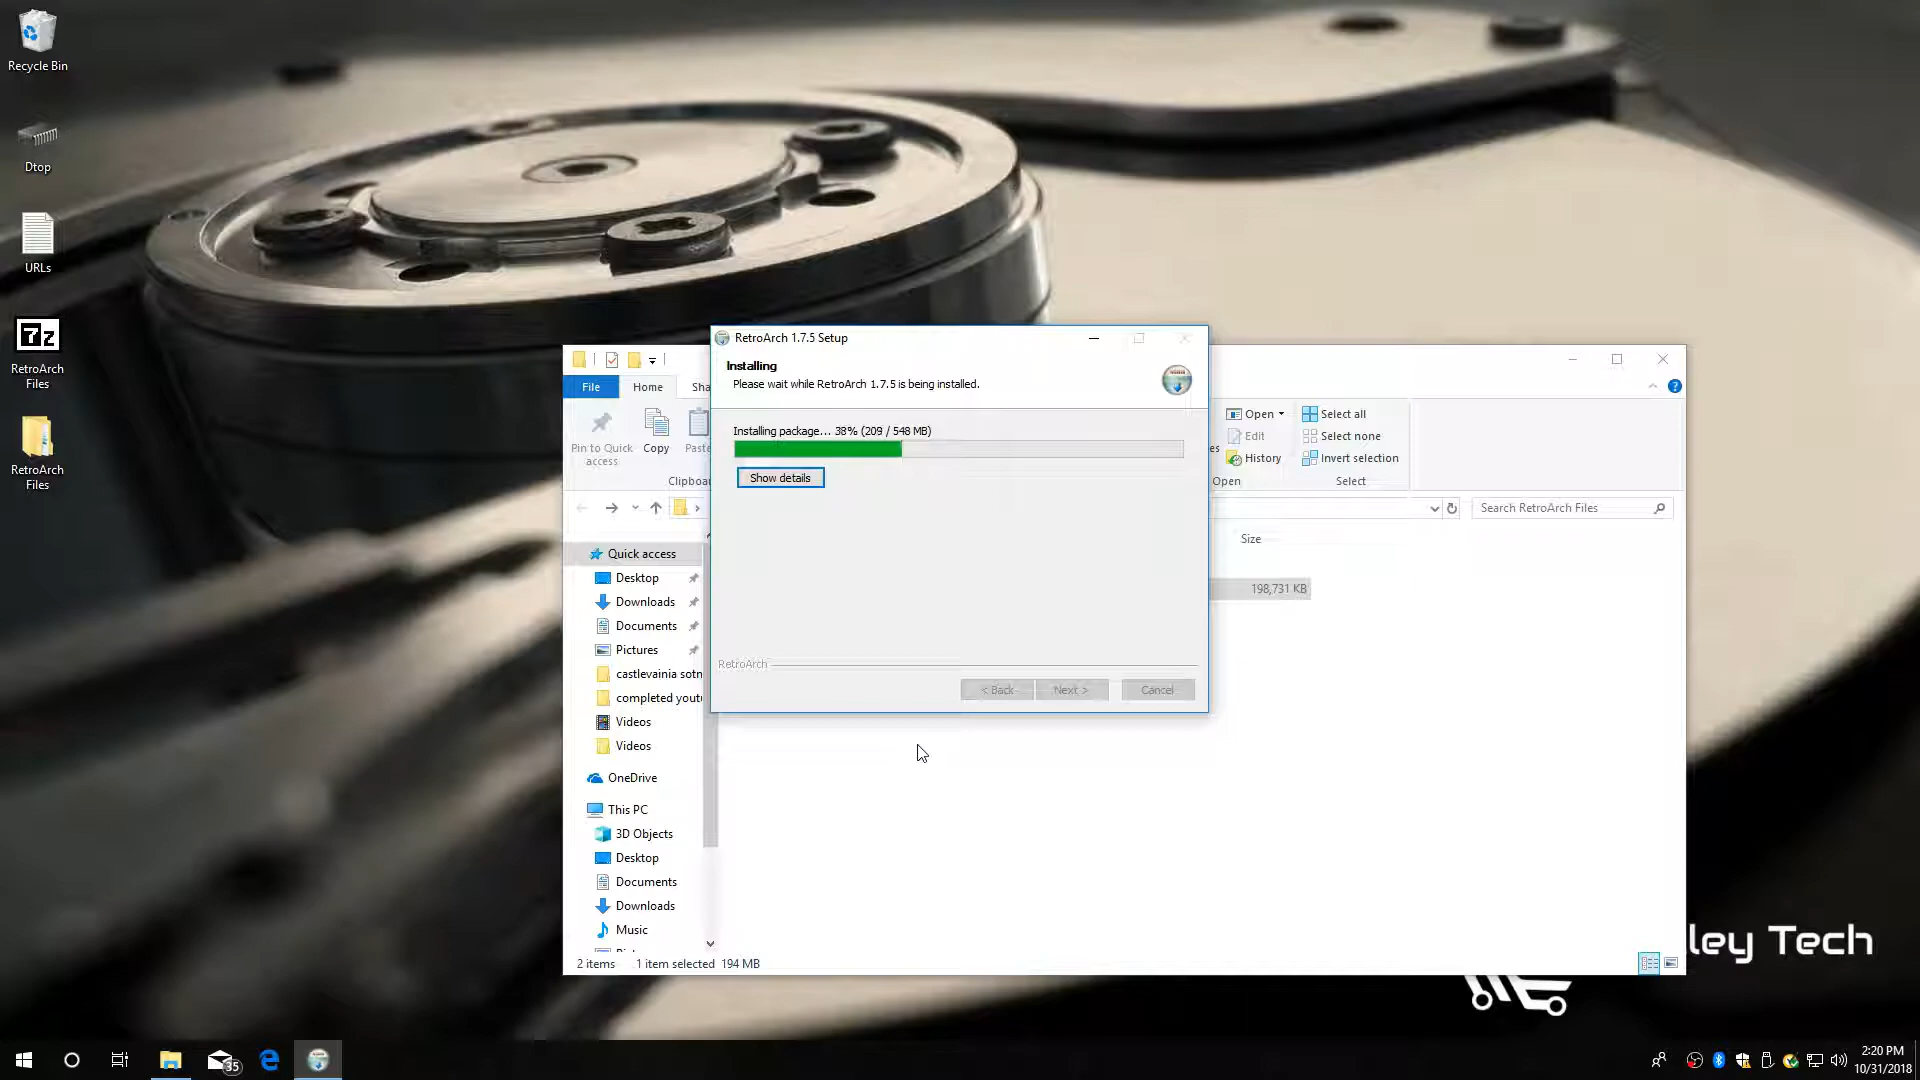 Recycle Bin
Dtop
URLs
7z
RetroArch
Files
RetroArch
Files
RetroArch 1.7.5 Setup
Installing
Please wait while RetroArch 1.7.5 is being installed.
Installing package... 38% (209 / 548 MB)
Show details
RetroArch
< Back
Next >
Cancel
File
Home
Sha
Pin to Quick
access
Copy
Paste
Clipboa
Open
Edit
History
Open
Select all
Select none
Invert selection
Select
Search RetroArch Files
Size
198,731 KB
Quick access
Desktop
Downloads
Documents
Pictures
castlevainia sotn
completed yout
Videos
Videos
OneDrive
This PC
3D Objects
Desktop
Documents
Downloads
Music
2 items
1 item selected 194 MB
ley Tech
35
2:20 PM
10/31/2018